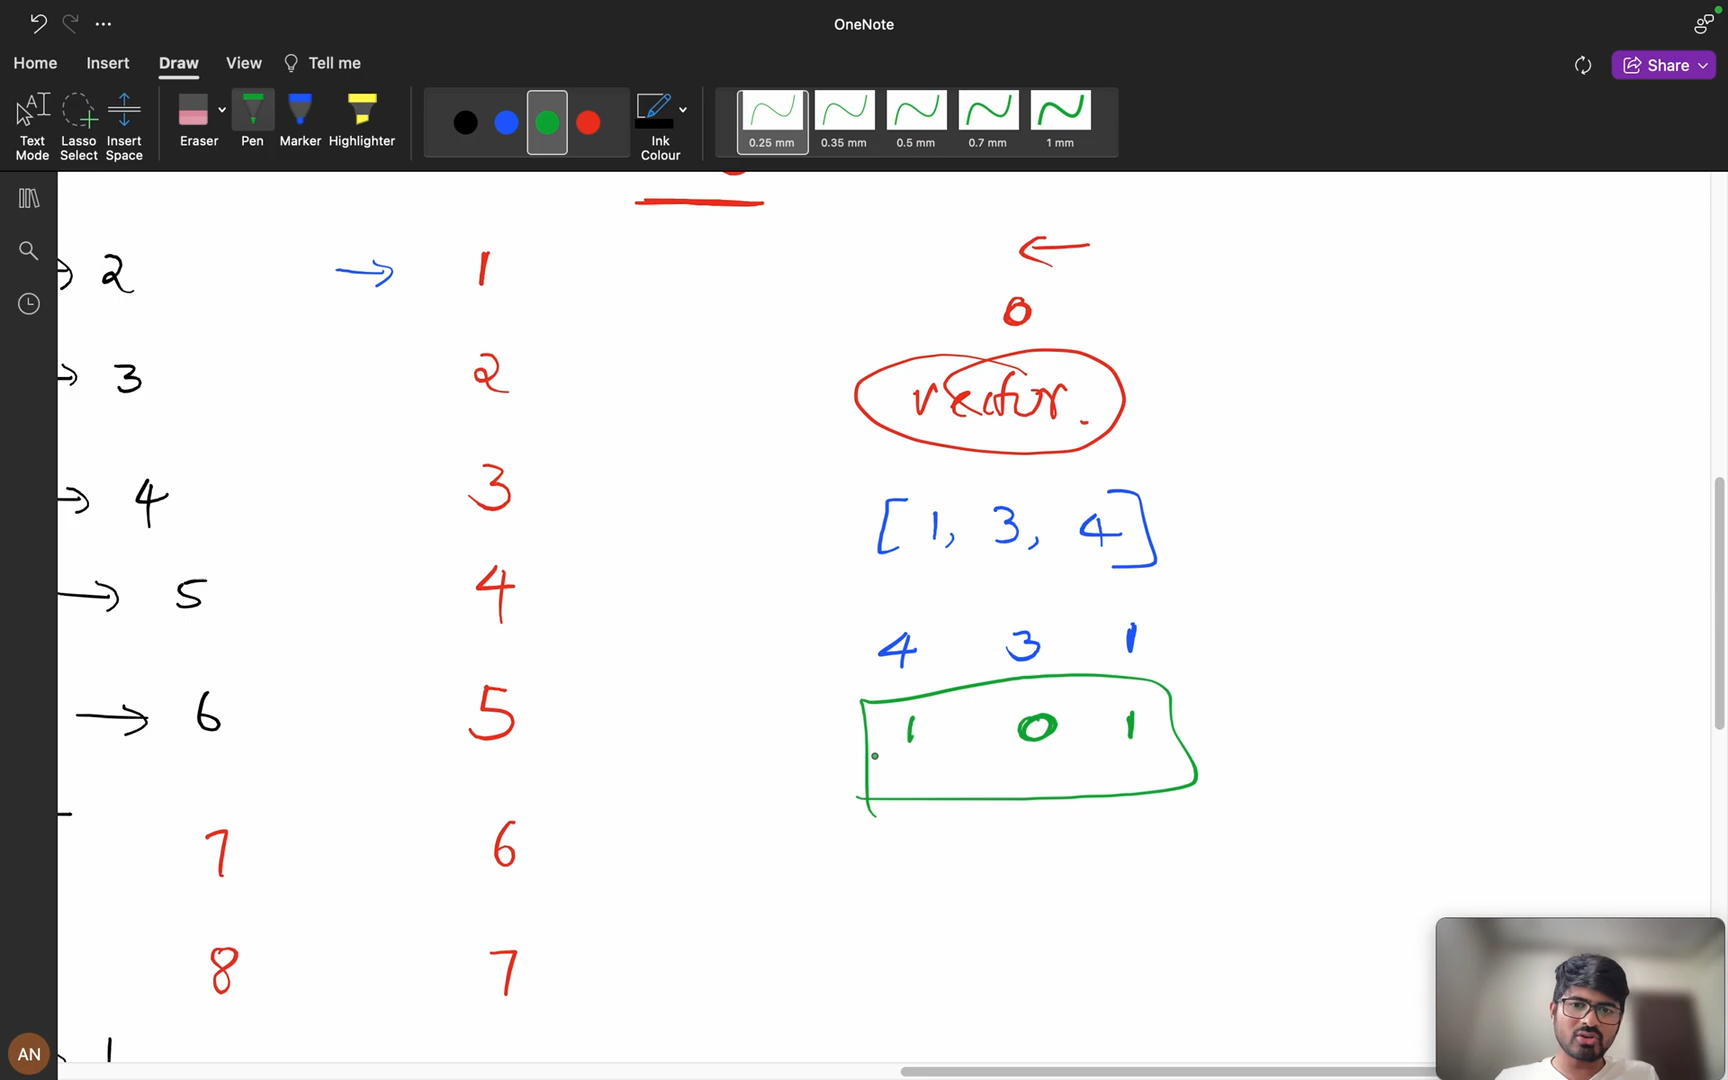 OneNote
Home Insert Draw View Tell me
Share
Text Mode
Lasso Select
Insert Space
Eraser
Pen
Marker
Highlighter
Ink Colour
0.25 mm
0.35 mm
0.5 mm
0.7 mm
1 mm
→ 2 → 1
→ 3 2
→ 4 3
→ 5 4
→ 6 5
7 6
8 7
1
←
0
vector.
[ 1, 3, 4 ]
4 3 1
1 0 1
AN